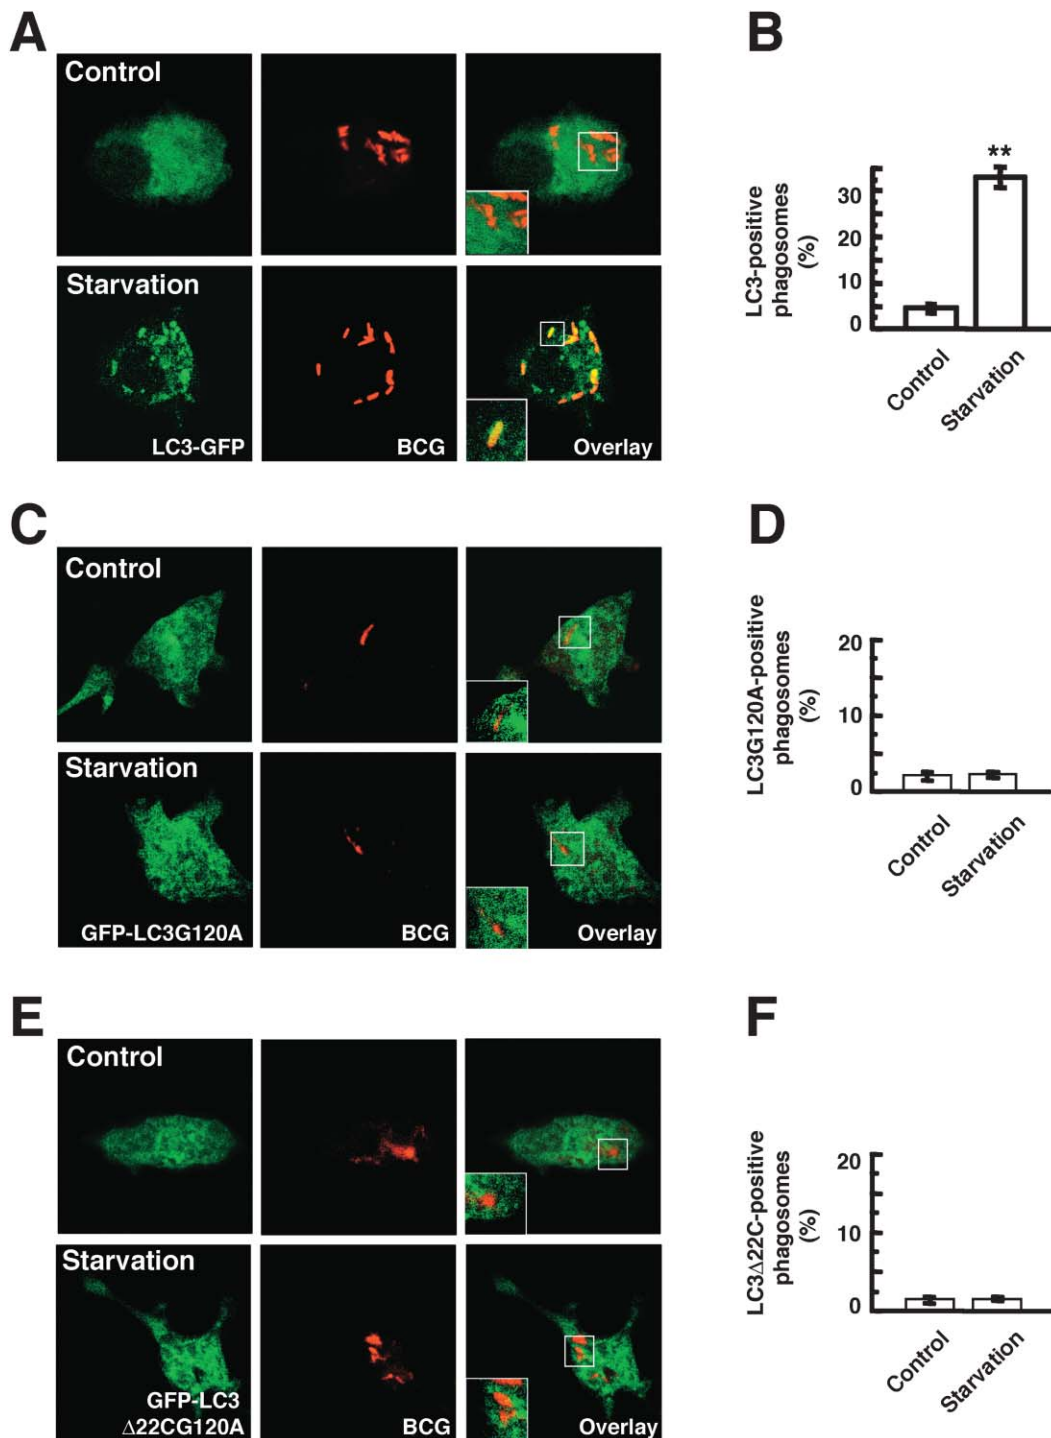 A
Control
Starvation
LC3-GFP
BCG
Overlay
B
LC3-positive
phagosomes
(%)
30
20
10
0
**
Control
Starvation
C
Control
Starvation
GFP-LC3G120A
BCG
Overlay
D
LC3G120A-positive
phagosomes
(%)
20
10
0
Control
Starvation
E
Control
Starvation
GFP-LC3
Δ22CG120A
BCG
Overlay
F
LC3Δ22C-positive
phagosomes
(%)
20
10
0
Control
Starvation